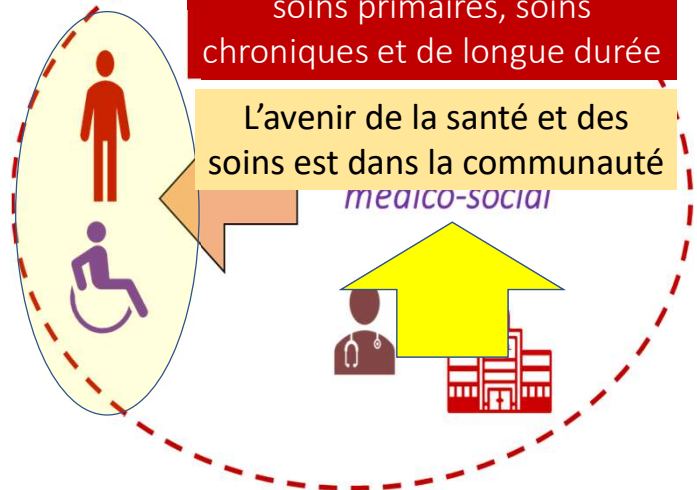 soins primaires, soins
chroniques et de longue durée
L’avenir de la santé et des
soins est dans la communauté
médico-social